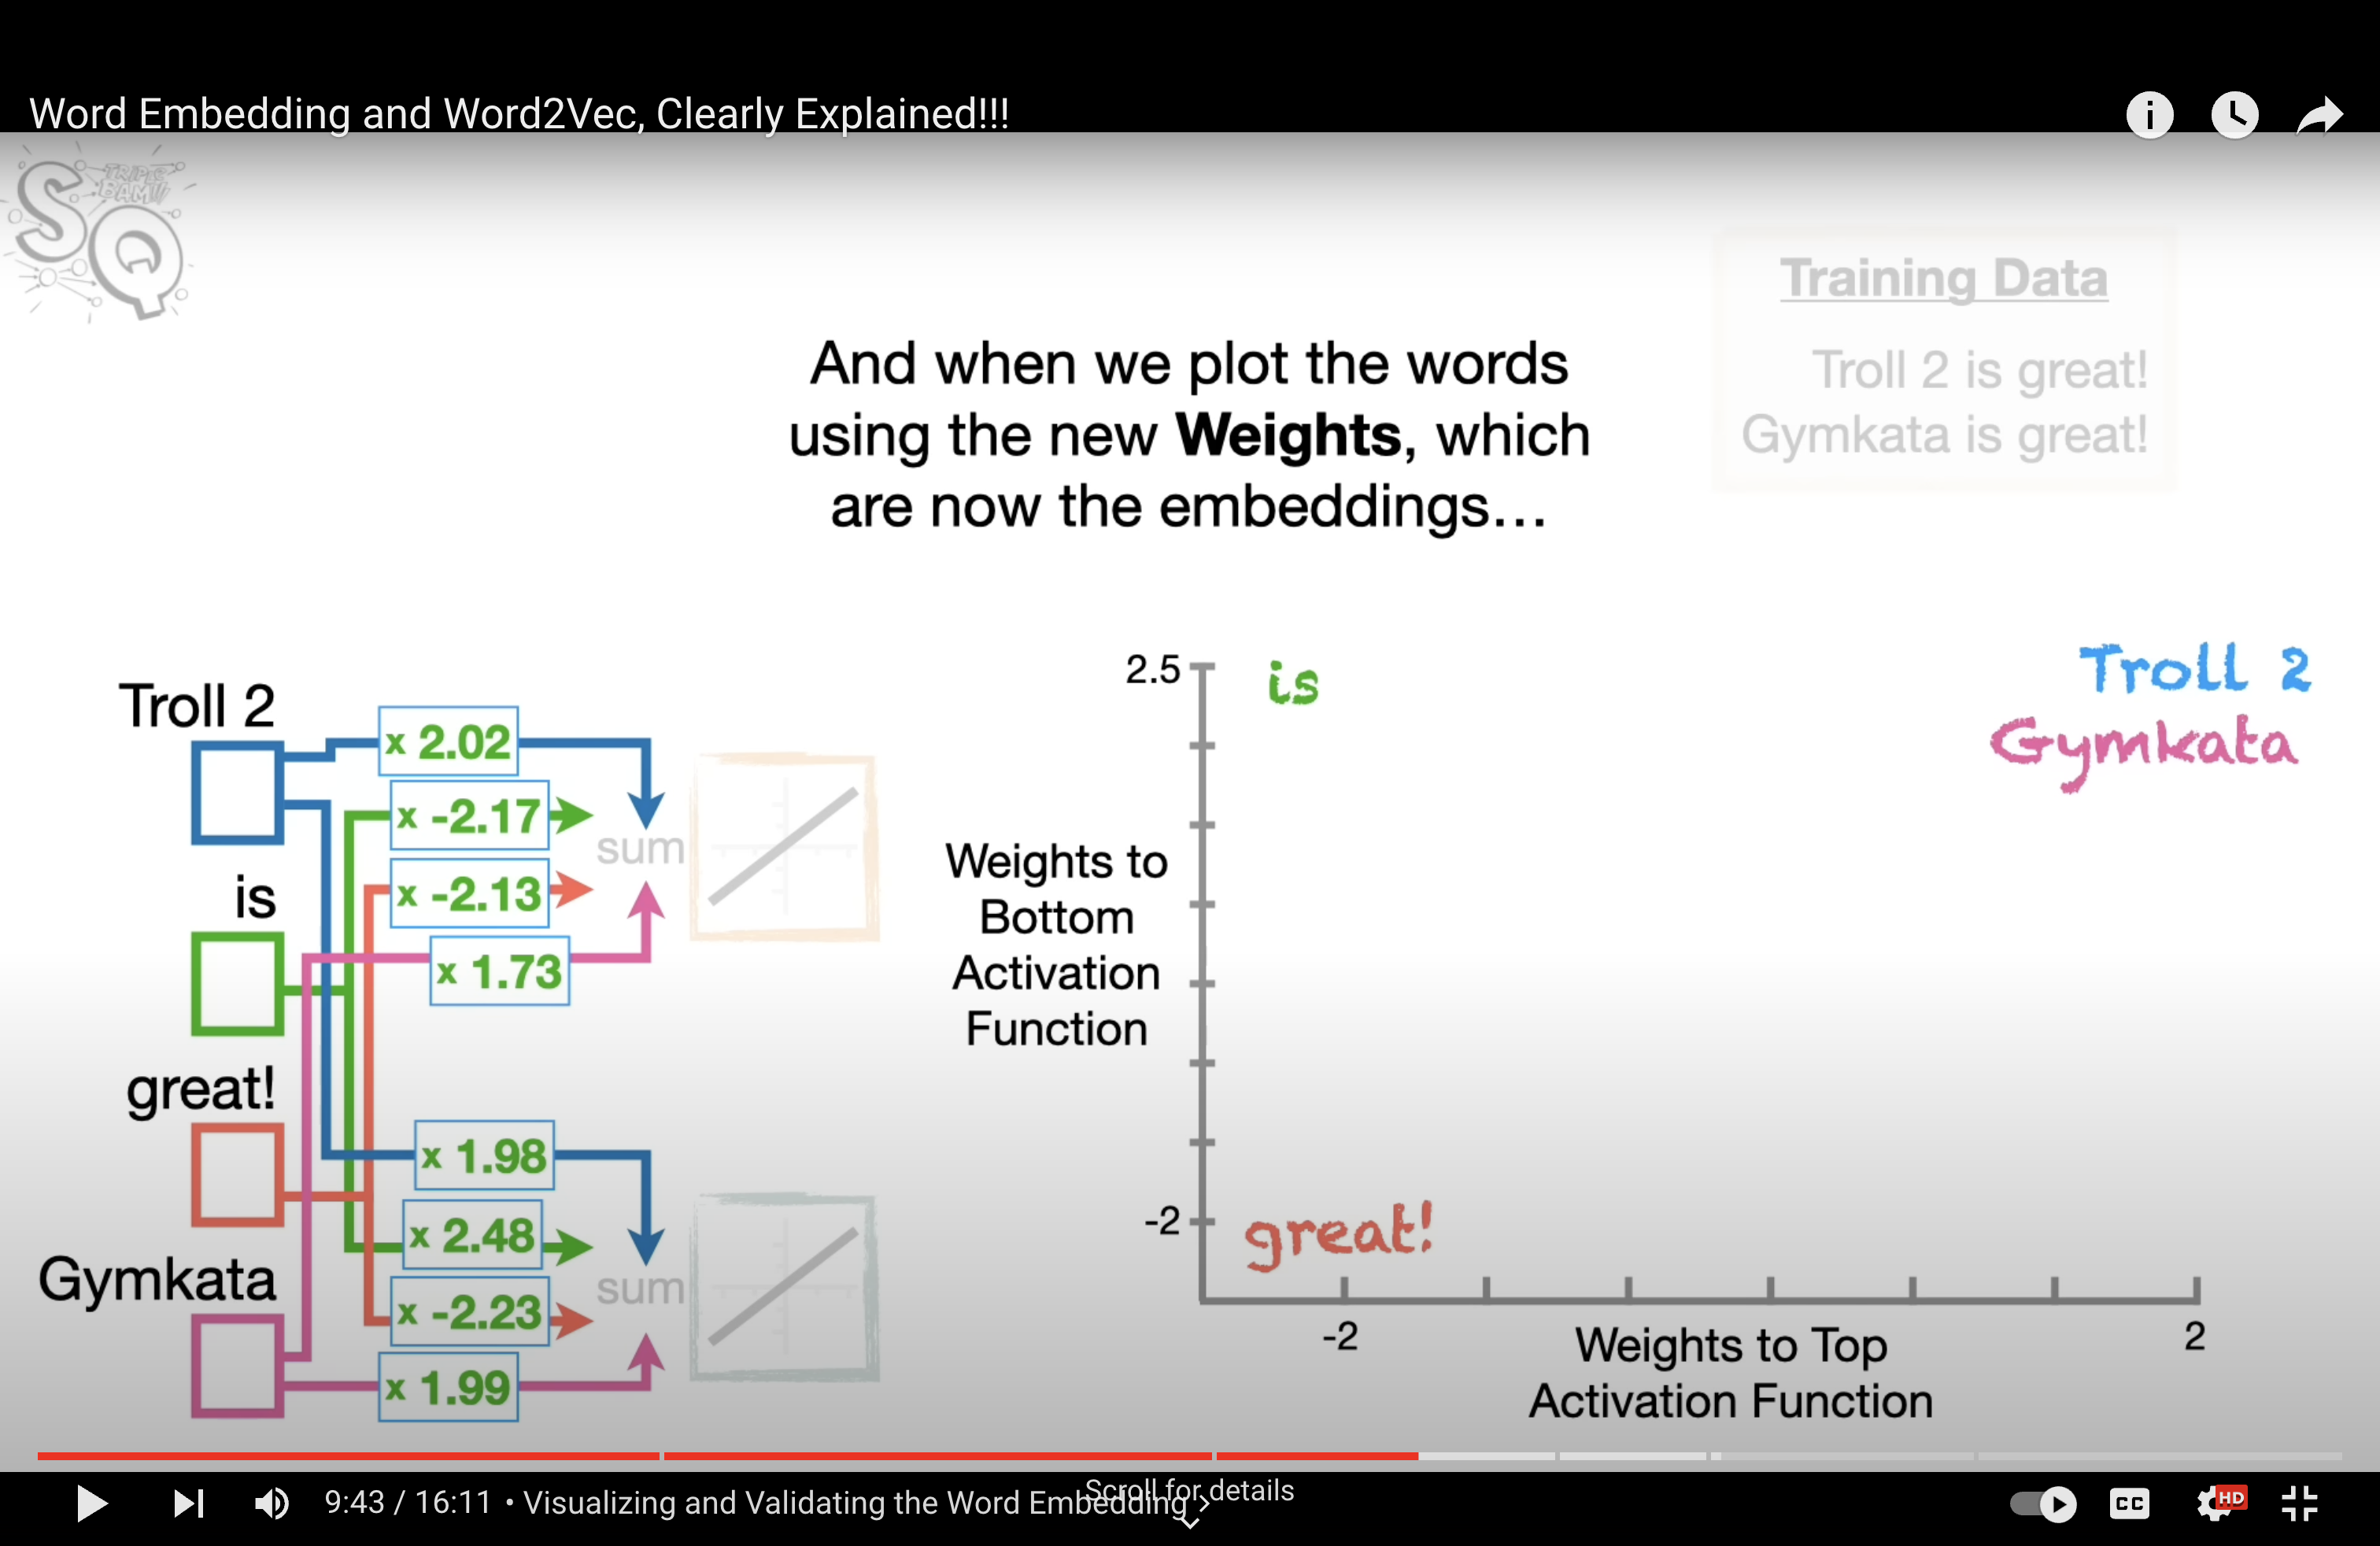 Word Embedding and Word2Vec, Clearly Explained!!!
SQ
TRIPLE
BAM!!!
Training Data
Troll 2 is great!
Gymkata is great!
And when we plot the words
using the new Weights, which
are now the embeddings...
Troll 2
is
great!
Gymkata
x 2.02
x -2.17
x -2.13
x 1.73
sum
x 1.98
x 2.48
x -2.23
x 1.99
sum
Weights to
Bottom
Activation
Function
2.5
-2
is
great!
Troll 2
Gymkata
-2
2
Weights to Top
Activation Function
9:43 / 16:11 • Visualizing and Validating the Word Embedding
Scroll for details
CC
HD